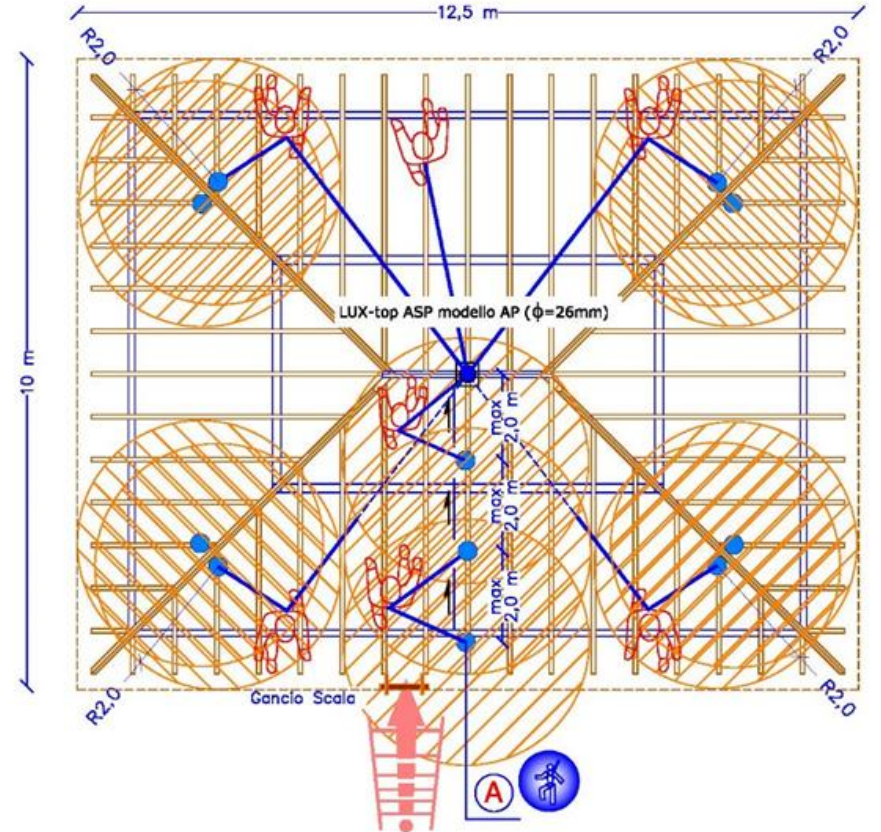 12,5 m
R2,0
R2,0
10 m
LUX-top ASP modello AP (ϕ=26mm)
max
2,0 m
max
2,0 m
max
2,0 m
R2,0
Gancio Scala
R2,0
A